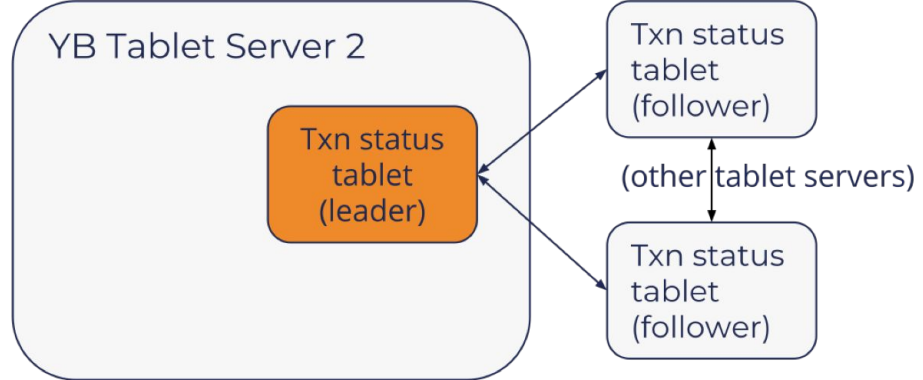 YB Tablet Server 2
Txn status
tablet
(leader)
Txn status
tablet
(follower)
(other tablet servers)
Txn status
tablet
(follower)